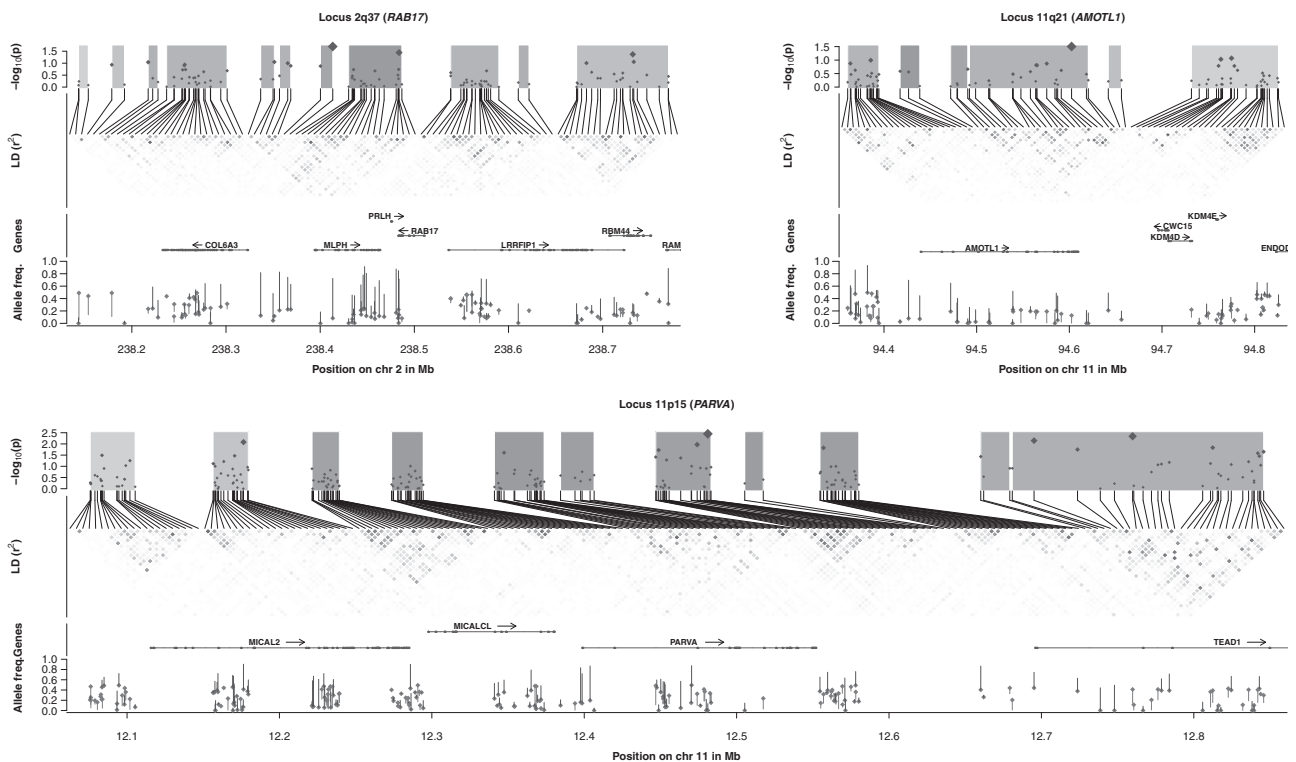 Locus 2q37 (RAB17)
−log10(p)
1.5
1.0
0.5
0.0
LD (r2)
Genes
PRLH
RAB17
COL6A3
MLPH
LRRFIP1
RBM44
RAM
Allele freq.
1.0
0.8
0.6
0.4
0.2
0.0
238.2 238.3 238.4 238.5 238.6 238.7
Position on chr 2 in Mb
Locus 11q21 (AMOTL1)
−log10(p)
1.5
1.0
0.5
0.0
LD (r2)
Genes
KDM4E
CWC15
KDM4D
AMOTL1
ENDOD
Allele freq.
1.0
0.8
0.6
0.4
0.2
0.0
94.4 94.5 94.6 94.7 94.8
Position on chr 11 in Mb
Locus 11p15 (PARVA)
−log10(p)
2.5
2.0
1.5
1.0
0.5
0.0
LD (r2)
Genes
MICALCL
MICAL2
PARVA
TEAD1
Allele freq.
1.0
0.8
0.6
0.4
0.2
0.0
12.1 12.2 12.3 12.4 12.5 12.6 12.7 12.8
Position on chr 11 in Mb